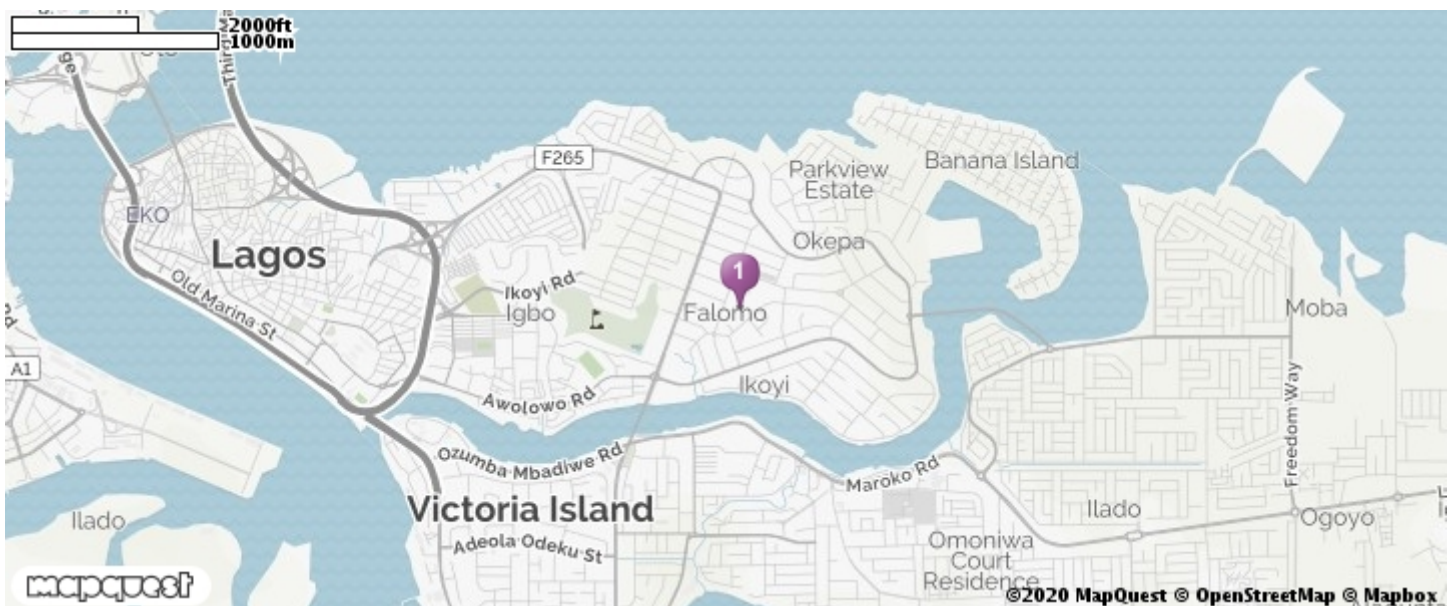 2000ft
1000m
F265
Parkview
Estate
Banana Island
EKO
Lagos
Okepa
1
Ikoyi Rd
Igbo
Falomo
Moba
Old Marina St
A1
Ikoyi
Awolowo Rd
Freedom Way
Ozumba Mbadiwe Rd
Maroko Rd
Victoria Island
Ilado
Ilado
Ogoyo
Adeola Odeku St
Omoniwa
Court
Residence
mapquest
©2020 MapQuest © OpenStreetMap © Mapbox